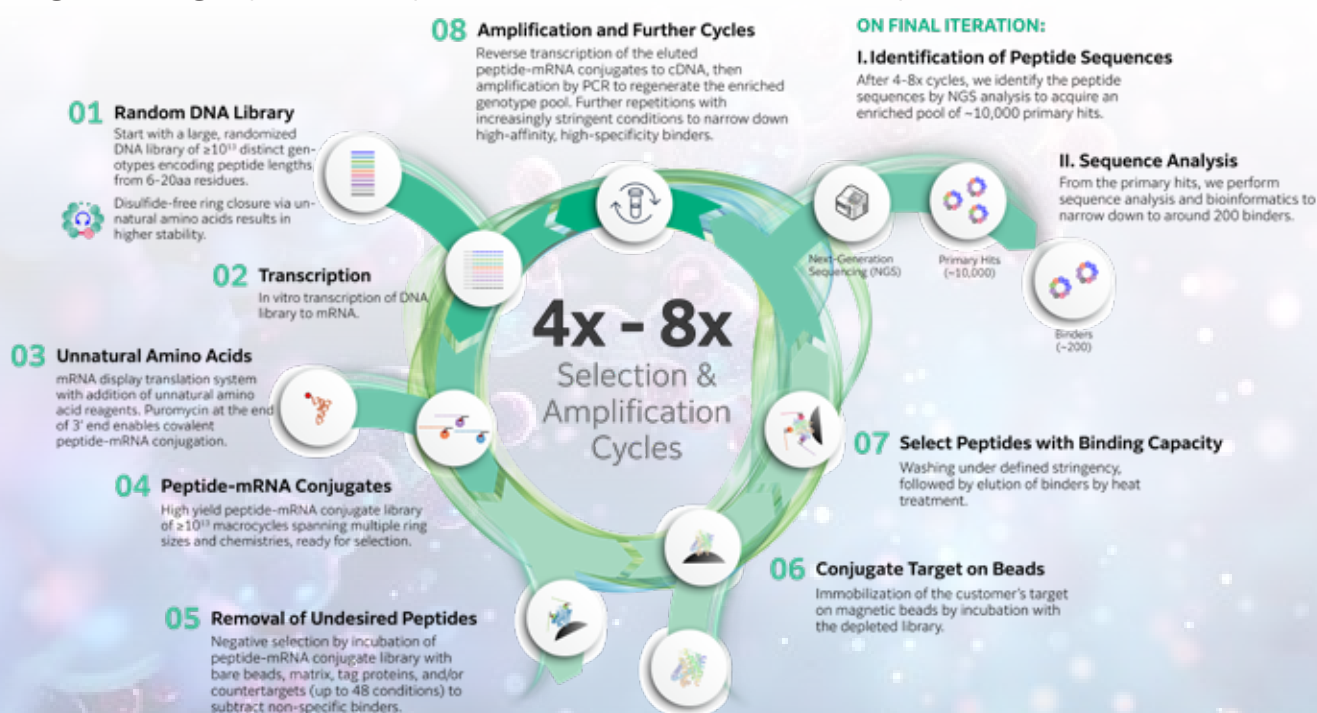 08 Amplification and Further Cycles
Reverse transcription of the eluted
peptide-mRNA conjugates to cDNA, then
amplification by PCR to regenerate the enriched
genotype pool. Further repetitions with
increasingly stringent conditions to narrow down
high-affinity, high-specificity binders.
ON FINAL ITERATION:
I. Identification of Peptide Sequences
After 4-8x cycles, we identify the peptide
sequences by NGS analysis to acquire an
enriched pool of ~10,000 primary hits.
01 Random DNA Library
Start with a large, randomized
DNA library of ≥10¹³ distinct gen-
otypes encoding peptide lengths
from 6-20aa residues.
Disulfide-free ring closure via un-
natural amino acids results in
higher stability.
II. Sequence Analysis
From the primary hits, we perform
sequence analysis and bioinformatics to
narrow down to around 200 binders.
02 Transcription
In vitro transcription of DNA
library to mRNA.
Next-Generation
Sequencing (NGS)
Primary Hits
(~10,000)
Binders
(~200)
4x - 8x
Selection &
Amplification
Cycles
03 Unnatural Amino Acids
mRNA display translation system
with addition of unnatural amino
acid reagents. Puromycin at the end
of 3' end enables covalent
peptide-mRNA conjugation.
04 Peptide-mRNA Conjugates
High yield peptide-mRNA conjugate library
of ≥10¹³ macrocycles spanning multiple ring
sizes and chemistries, ready for selection.
07 Select Peptides with Binding Capacity
Washing under defined stringency,
followed by elution of binders by heat
treatment.
06 Conjugate Target on Beads
Immobilization of the customer's target
on magnetic beads by incubation with
the depleted library.
05 Removal of Undesired Peptides
Negative selection by incubation of
peptide-mRNA conjugate library with
bare beads, matrix, tag proteins, and/or
countertargets (up to 48 conditions) to
subtract non-specific binders.